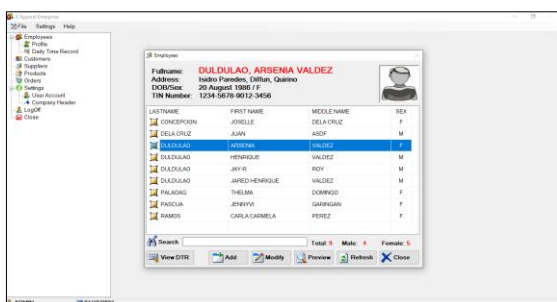 File Settings Help
Employees
Profile
Daily Time Record
Customers
Suppliers
Products
Orders
Settings
User Account
Company Header
LogOff
Close
Employees
Fullname: DULDULAO, ARSENIA VALDEZ
Address: Isidro Paredes, Diffun, Quirino
DOB/Sex: 20 August 1986 / F
TIN Number: 1234-5678-9012-3456
LASTNAME FIRST NAME MIDDLE NAME SEX
CONCEPCION JOSELLE DELA CRUZ F
DELA CRUZ JUAN ASDF M
DULDULAO ARSENIA VALDEZ F
DULDULAO HENRIQUE VALDEZ M
DULDULAO JAY-R ROY M
DULDULAO JARED HENRIQUE VALDEZ M
PALAOAG THELMA DOMINGO F
PASCUA JENNYVI GARINGAN F
RAMOS CARLA CARMELA PEREZ F
Search Total: 9 Male: 4 Female: 5
View DTR Add Modify Preview Refresh Close